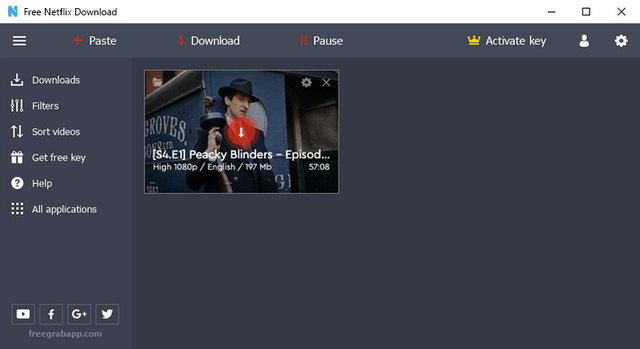 Free Netflix Download
Paste
Download
Pause
Activate key
Downloads
Filters
Sort videos
Get free key
Help
All applications
GROVES
[S4.E1] Peacky Blinders – Episod...
High 1080p / English / 197 Mb 57:08
G+
freegrabapp.com